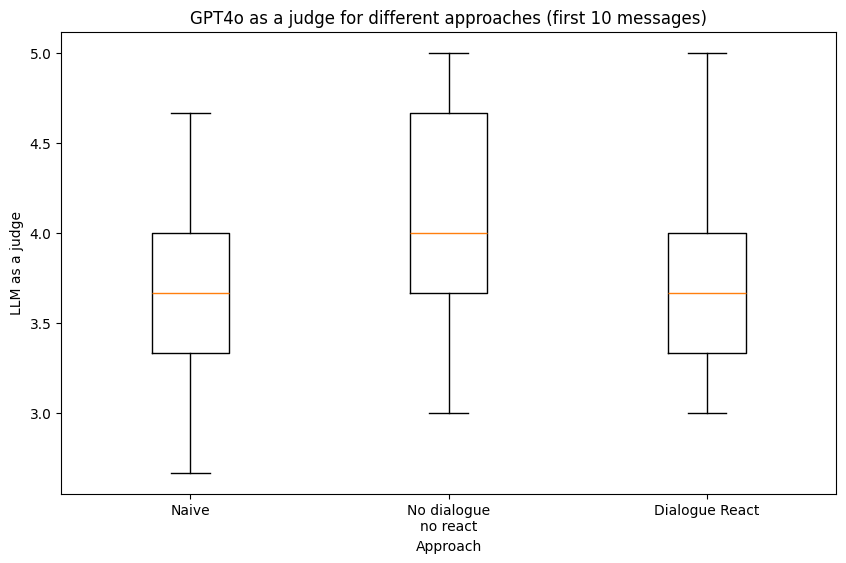 GPT4o as a judge for different approaches (first 10 messages)
5.0
4.5
4.0
3.5
3.0
LLM as a judge
Naive
No dialogue
no react
Dialogue React
Approach